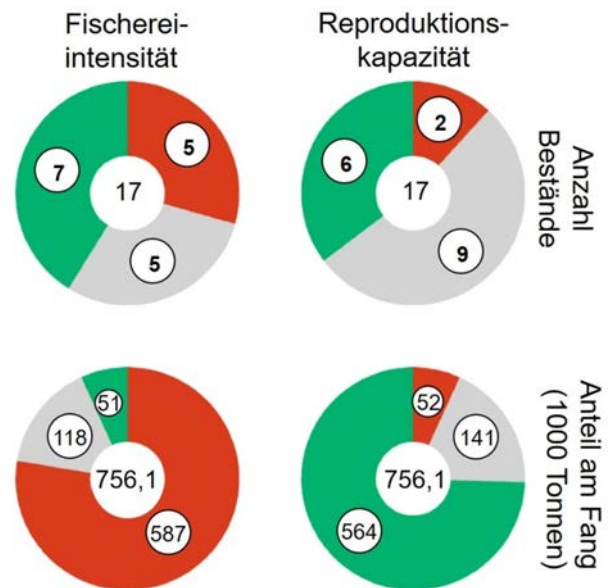 Fischerei-
intensität
Reproduktions-
kapazität
5
7
17
5
2
6
17
9
Anzahl
Bestände
51
118
756,1
587
52
141
756,1
564
Anteil am Fang
(1000 Tonnen)